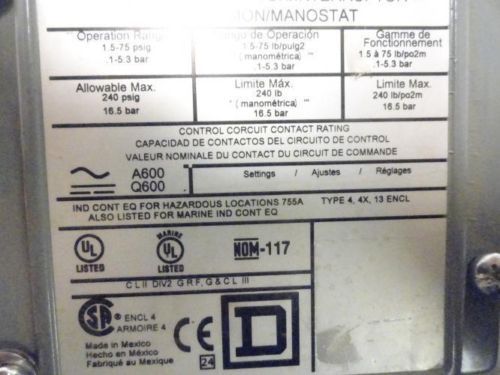 MON/MANOSTAT
Operation Range
1.5-75 psig
.1-5.3 bar
ngo de Operación
1.5-75 lb/pulg2
" (manométrica) "
.1-5.3 bar
Gamme de
Fonctionnement
1.5 à 75 lb/po2m
.1-5.3 bar
Allowable Max.
240 psig
16.5 bar
Limite Máx.
240 lb
" (manométrica) "
16.5 bar
Limite Max.
240 lb/po2m
16.5 bar
CONTROL CORCUIT CONTACT RATING
CAPACIDAD DE CONTACTOS DEL CIRCUITO DE CONTROL
VALEUR NOMINALE DU CONTACT DU CIRCUIT DE COMMANDE
A600
Q600
Settings / Ajustes / Réglages
IND CONT EQ FOR HAZARDOUS LOCATIONS 755A TYPE 4, 4X, 13 ENCL
ALSO LISTED FOR MARINE IND CONT EQ
UL
LISTED
MARINE
UL
LISTED
NOM-117
CL II DIV2 GRF, G & CL III
SA
ENCL 4
ARMOIRE 4
CE
D
Made in Mexico
Hecho en México
Fabriqué au Mexique
24